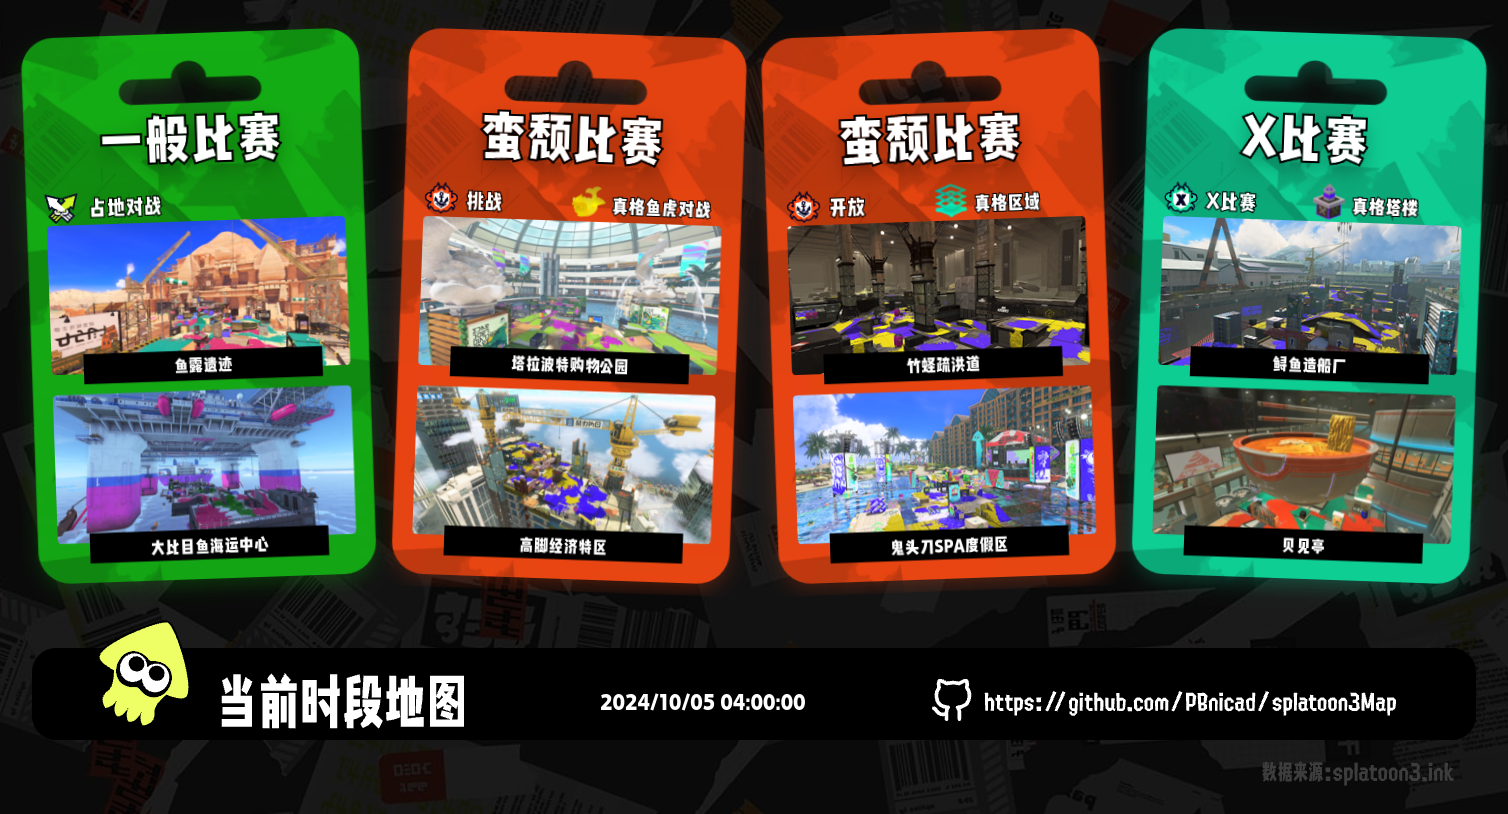 一般比赛
占地对战
鱼露遗迹
大比目鱼海运中心
蛮颓比赛
挑战
真格鱼虎对战
塔拉波特购物公园
高脚经济特区
蛮颓比赛
开放
真格区域
竹蛏疏洪道
鬼头刀SPA度假区
X比赛
X比赛
真格塔楼
鲟鱼造船厂
贝见亭
当前时段地图
2024/10/05 04:00:00
https://github.com/PBnicad/splatoon3Map
数据来源:splatoon3.ink